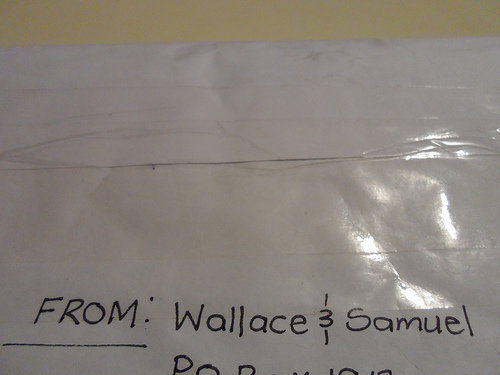 FROM: Wallace & Samuel
PO Box